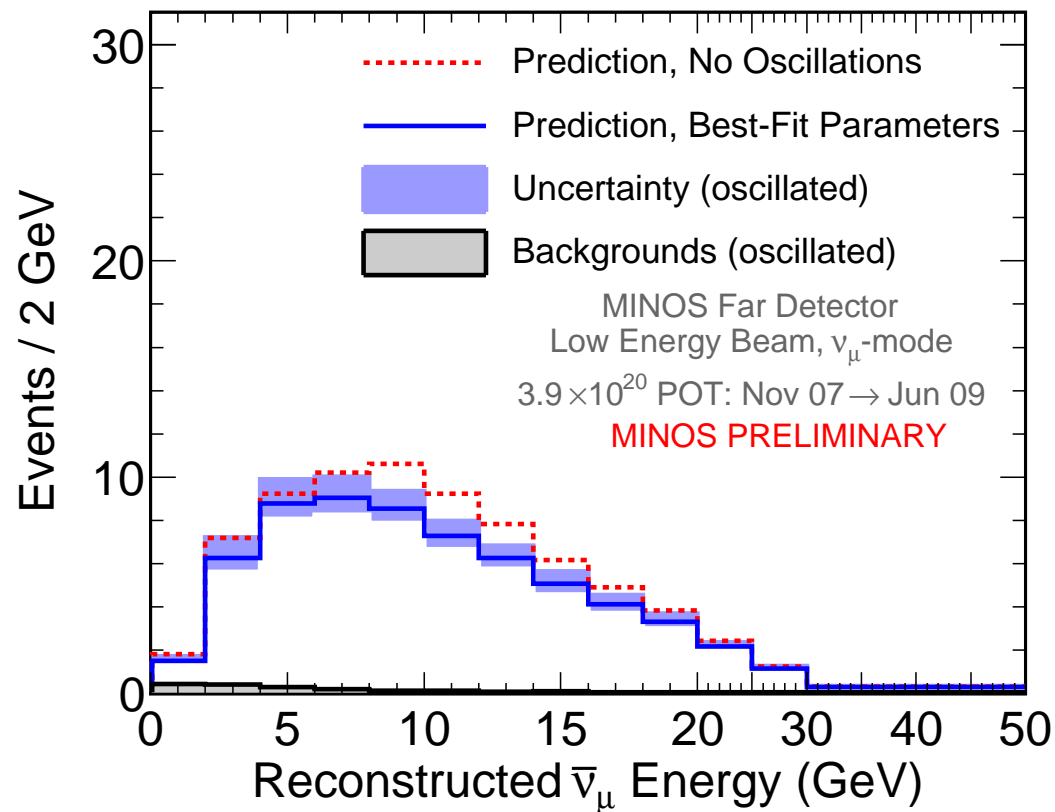 30
20
10
0
Events / 2 GeV
Prediction, No Oscillations
Prediction, Best-Fit Parameters
Uncertainty (oscillated)
Backgrounds (oscillated)
MINOS Far Detector
Low Energy Beam, νμ-mode
3.9×10²⁰ POT: Nov 07→Jun 09
MINOS PRELIMINARY
0 5 10 15 20 30 40 50
Reconstructed ν̅μ Energy (GeV)